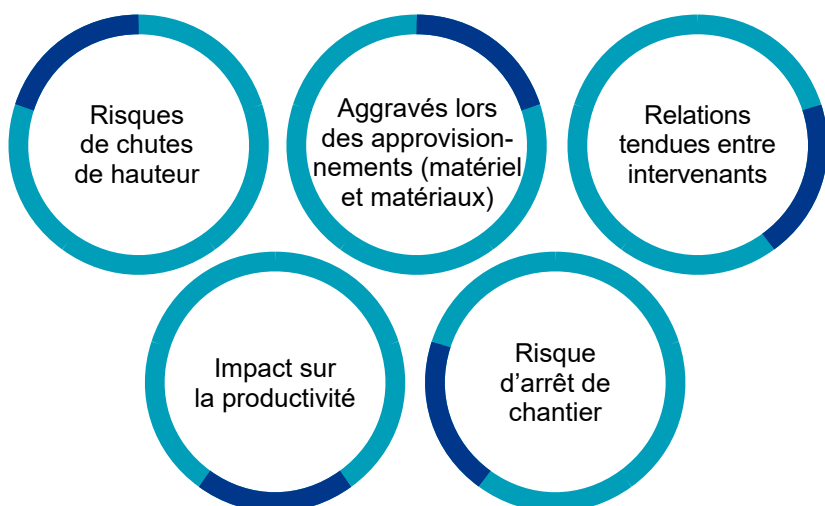 Risques
de chutes
de hauteur
Aggravés lors
des approvision-
nements (matériel
et matériaux)
Relations
tendues entre
intervenants
Impact sur
la productivité
Risque
d’arrêt de
chantier